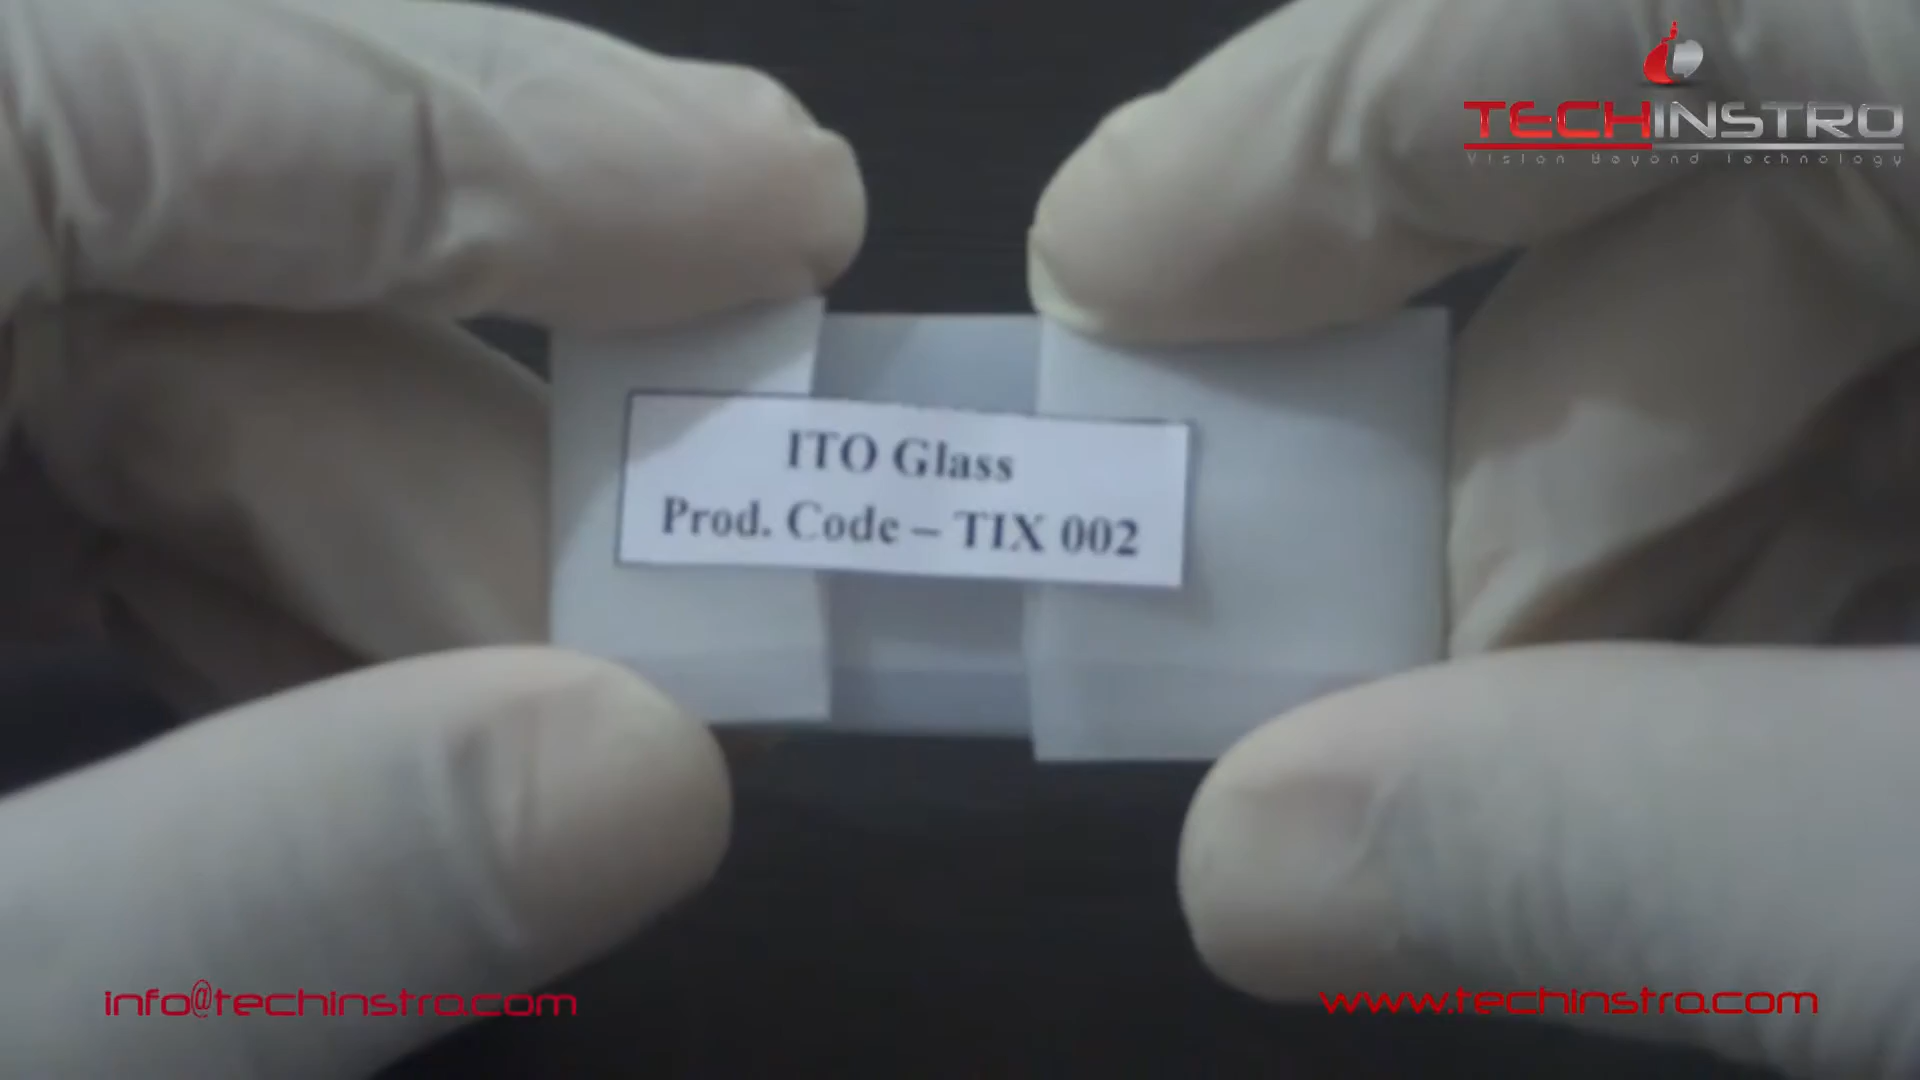 TECHINSTRO
Vision Beyond Technology
ITO Glass
Prod. Code – TIX 002
info@techinstro.com
www.techinstro.com